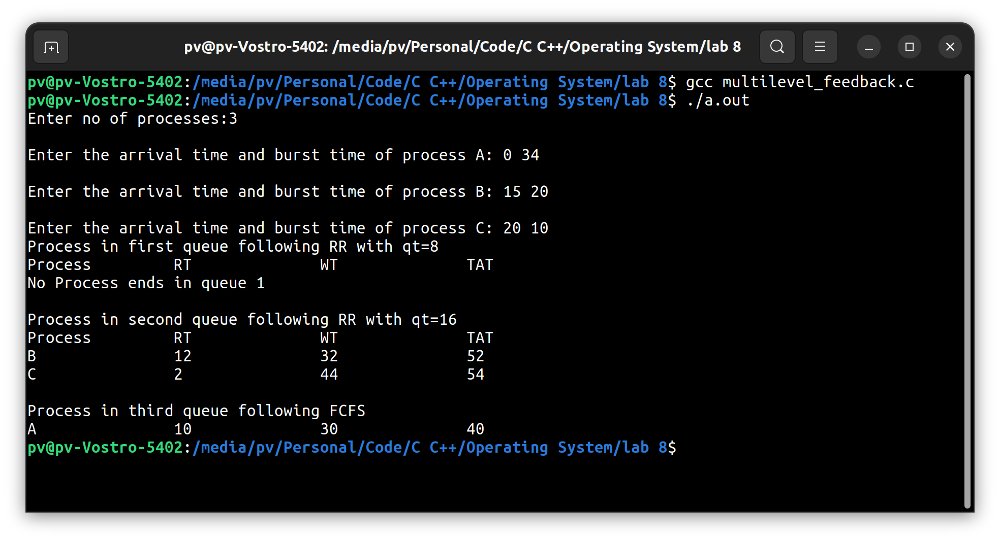 pv@pv-Vostro-5402: /media/pv/Personal/Code/C C++/Operating System/lab 8
pv@pv-Vostro-5402:/media/pv/Personal/Code/C C++/Operating System/lab 8$ gcc multilevel_feedback.c
pv@pv-Vostro-5402:/media/pv/Personal/Code/C C++/Operating System/lab 8$ ./a.out
Enter no of processes:3
Enter the arrival time and burst time of process A: 0 34
Enter the arrival time and burst time of process B: 15 20
Enter the arrival time and burst time of process C: 20 10
Process in first queue following RR with qt=8
Process RT WT TAT
No Process ends in queue 1
Process in second queue following RR with qt=16
Process RT WT TAT
B 12 32 52
C 2 44 54
Process in third queue following FCFS
A 10 30 40
pv@pv-Vostro-5402:/media/pv/Personal/Code/C C++/Operating System/lab 8$